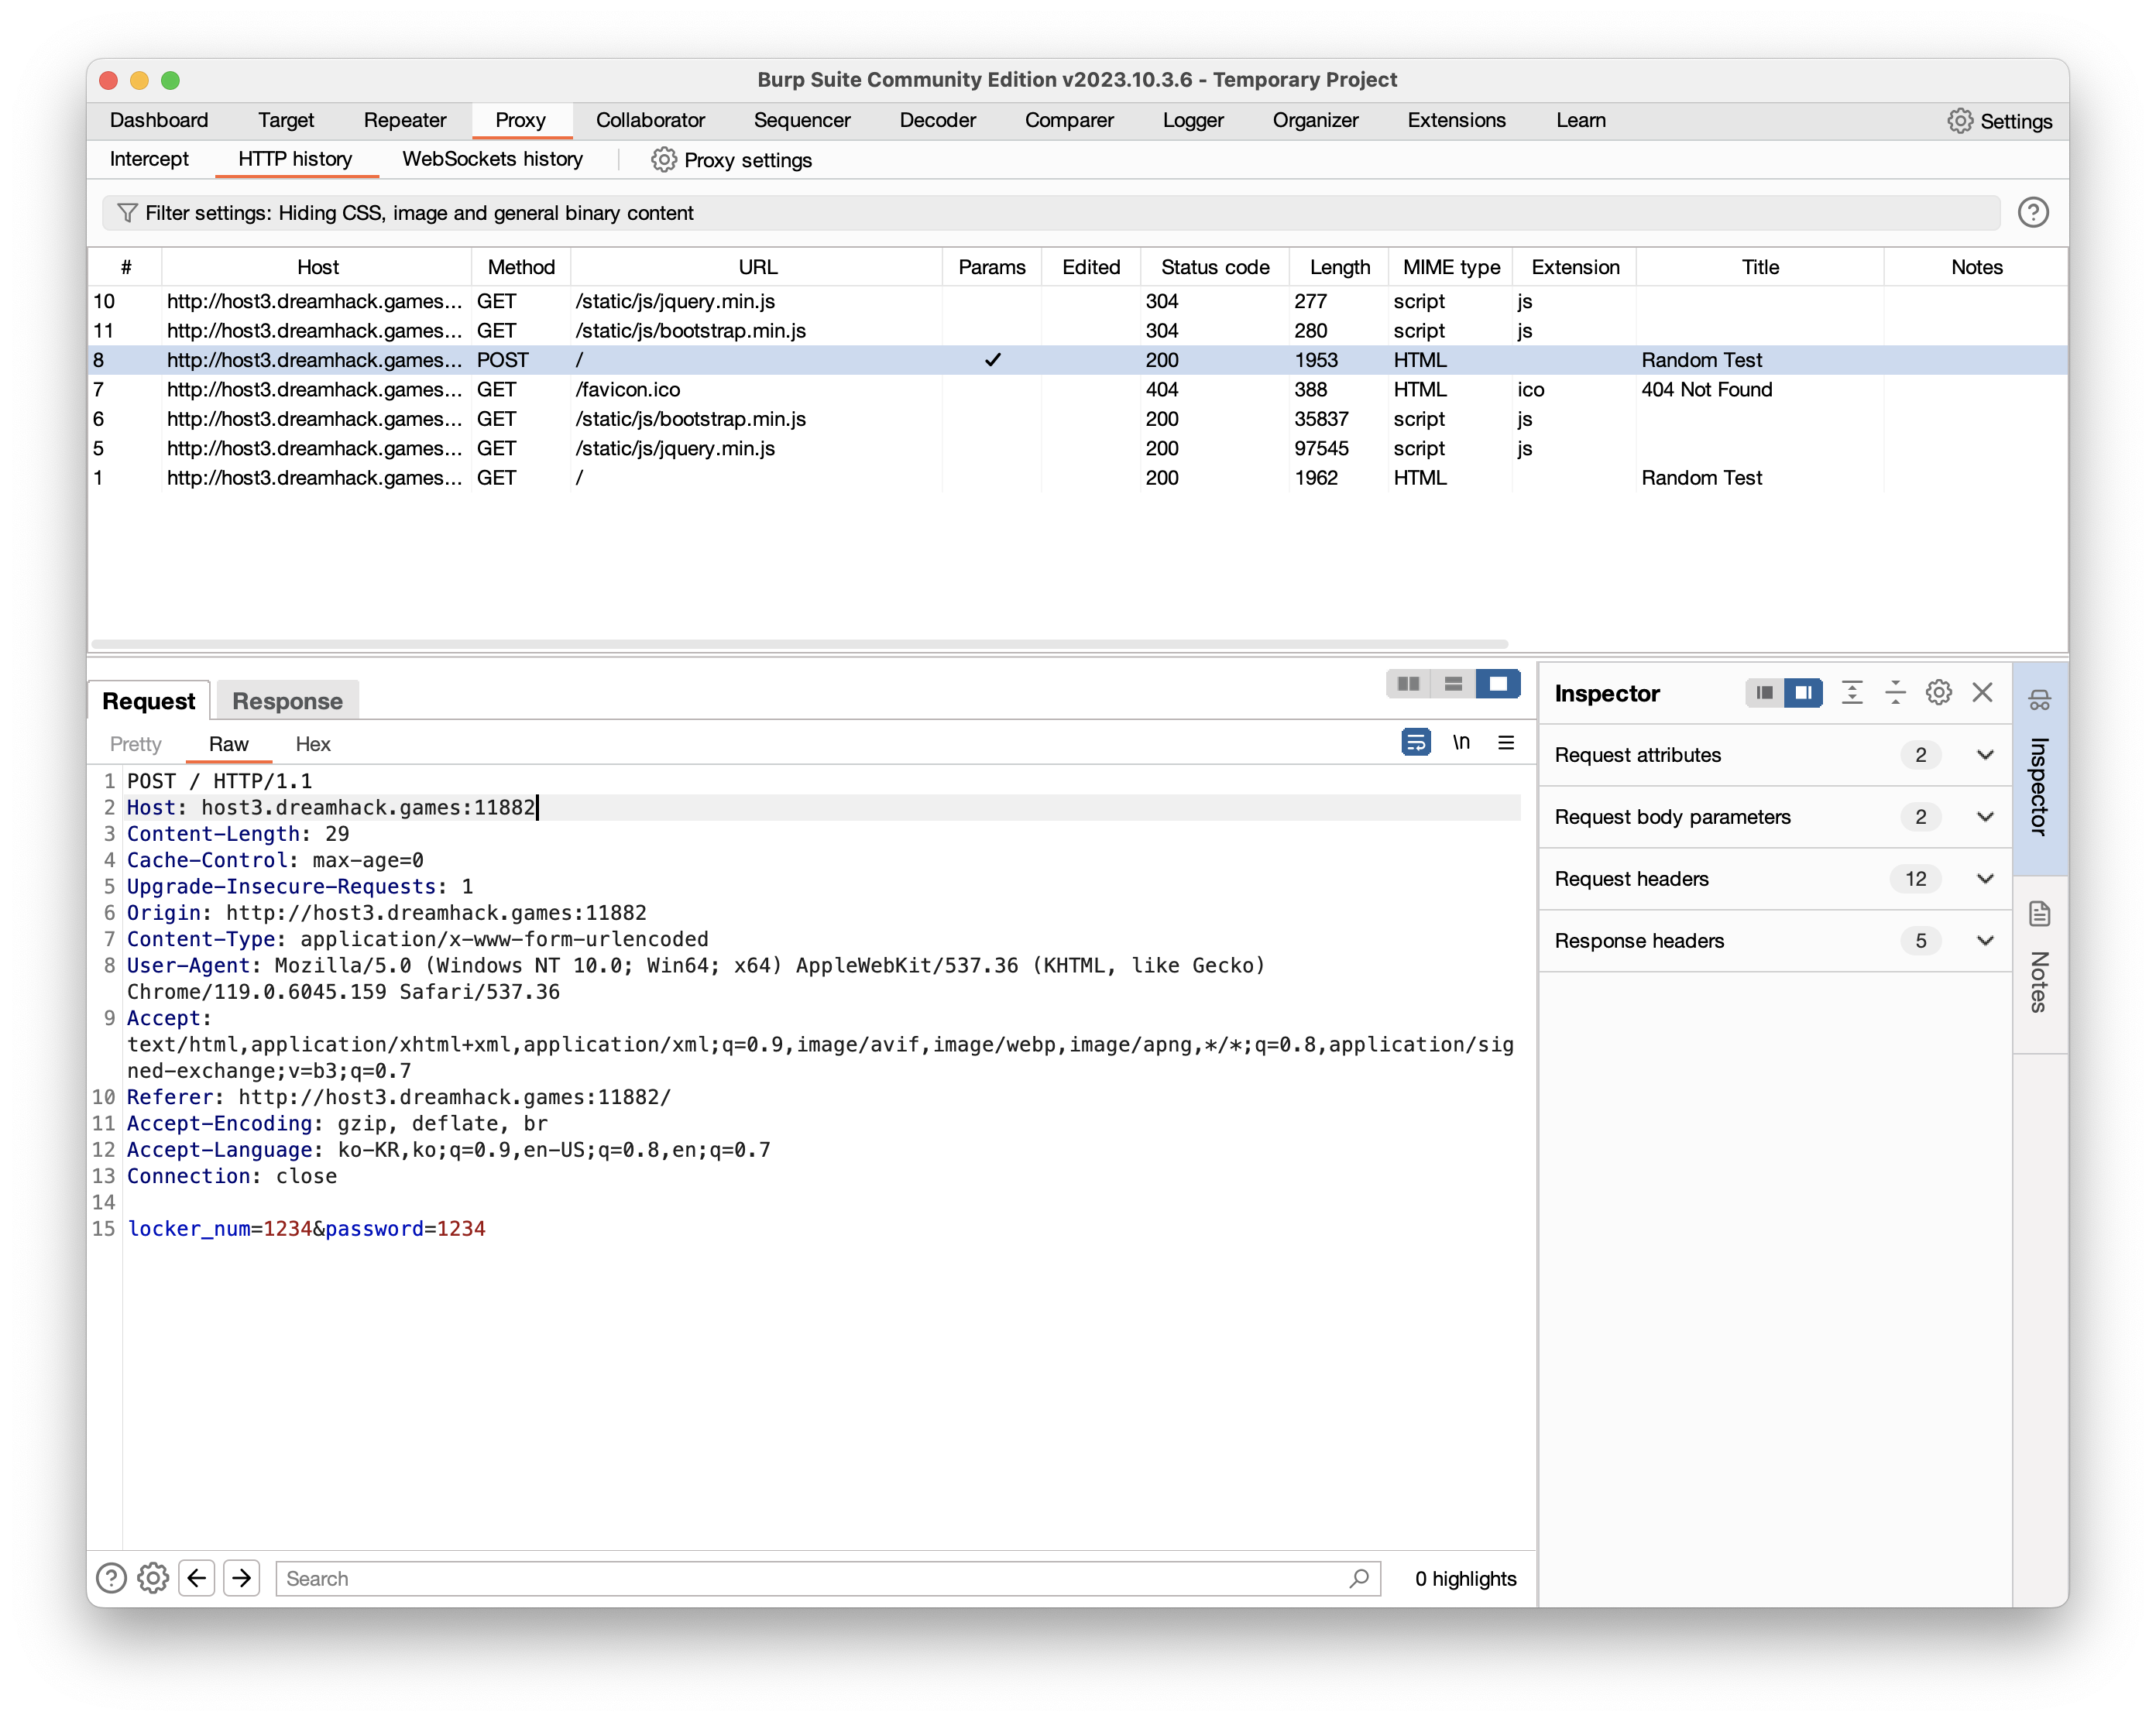 Burp Suite Community Edition v2023.10.3.6 - Temporary Project
Dashboard Target Repeater Proxy Collaborator Sequencer Decoder Comparer Logger Organizer Extensions Learn Settings
Intercept HTTP history WebSockets history Proxy settings
Filter settings: Hiding CSS, image and general binary content
# Host Method URL Params Edited Status code Length MIME type Extension Title Notes
10 http://host3.dreamhack.games... GET /static/js/jquery.min.js 304 277 script js
11 http://host3.dreamhack.games... GET /static/js/bootstrap.min.js 304 280 script js
8 http://host3.dreamhack.games... POST / ✓ 200 1953 HTML Random Test
7 http://host3.dreamhack.games... GET /favicon.ico 404 388 HTML ico 404 Not Found
6 http://host3.dreamhack.games... GET /static/js/bootstrap.min.js 200 35837 script js
5 http://host3.dreamhack.games... GET /static/js/jquery.min.js 200 97545 script js
1 http://host3.dreamhack.games... GET / 200 1962 HTML Random Test
Request Response
Pretty Raw Hex \n
1 POST / HTTP/1.1
2 Host: host3.dreamhack.games:11882
3 Content-Length: 29
4 Cache-Control: max-age=0
5 Upgrade-Insecure-Requests: 1
6 Origin: http://host3.dreamhack.games:11882
7 Content-Type: application/x-www-form-urlencoded
8 User-Agent: Mozilla/5.0 (Windows NT 10.0; Win64; x64) AppleWebKit/537.36 (KHTML, like Gecko)
Chrome/119.0.6045.159 Safari/537.36
9 Accept:
text/html,application/xhtml+xml,application/xml;q=0.9,image/avif,image/webp,image/apng,*/*;q=0.8,application/sig
ned-exchange;v=b3;q=0.7
10 Referer: http://host3.dreamhack.games:11882/
11 Accept-Encoding: gzip, deflate, br
12 Accept-Language: ko-KR,ko;q=0.9,en-US;q=0.8,en;q=0.7
13 Connection: close
14
15 locker_num=1234&password=1234
Search
0 highlights
Inspector
Request attributes 2
Request body parameters 2
Request headers 12
Response headers 5
Inspector
Notes